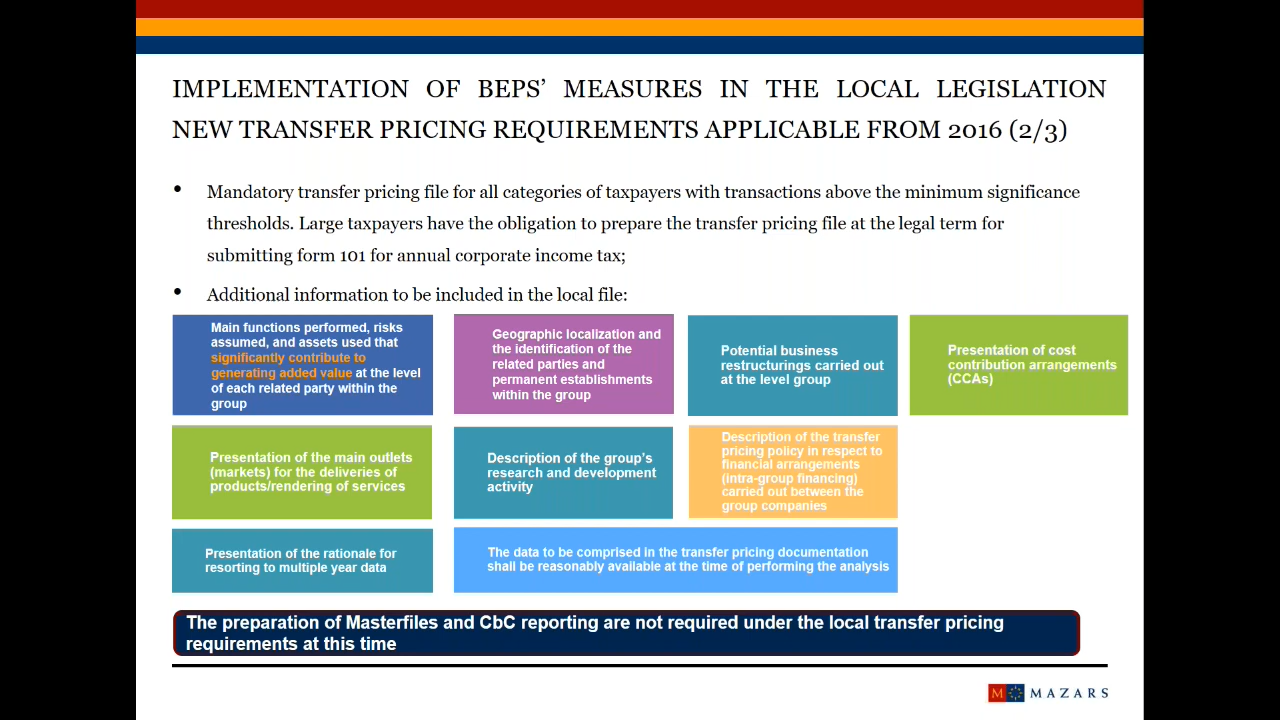 IMPLEMENTATION OF BEPS’ MEASURES IN THE LOCAL LEGISLATION
NEW TRANSFER PRICING REQUIREMENTS APPLICABLE FROM 2016 (2/3)
• Mandatory transfer pricing file for all categories of taxpayers with transactions above the minimum significance
thresholds. Large taxpayers have the obligation to prepare the transfer pricing file at the legal term for
submitting form 101 for annual corporate income tax;
• Additional information to be included in the local file:
Main functions performed, risks
assumed, and assets used that
significantly contribute to
generating added value at the level
of each related party within the
group
Geographic localization and
the identification of the
related parties and
permanent establishments
within the group
Potential business
restructurings carried out
at the level group
Presentation of cost
contribution arrangements
(CCAs)
Presentation of the main outlets
(markets) for the deliveries of
products/rendering of services
Description of the group’s
research and development
activity
Description of the transfer
pricing policy in respect to
financial arrangements
(intra-group financing)
carried out between the
group companies
Presentation of the rationale for
resorting to multiple year data
The data to be comprised in the transfer pricing documentation
shall be reasonably available at the time of performing the analysis
The preparation of Masterfiles and CbC reporting are not required under the local transfer pricing
requirements at this time
M MAZARS